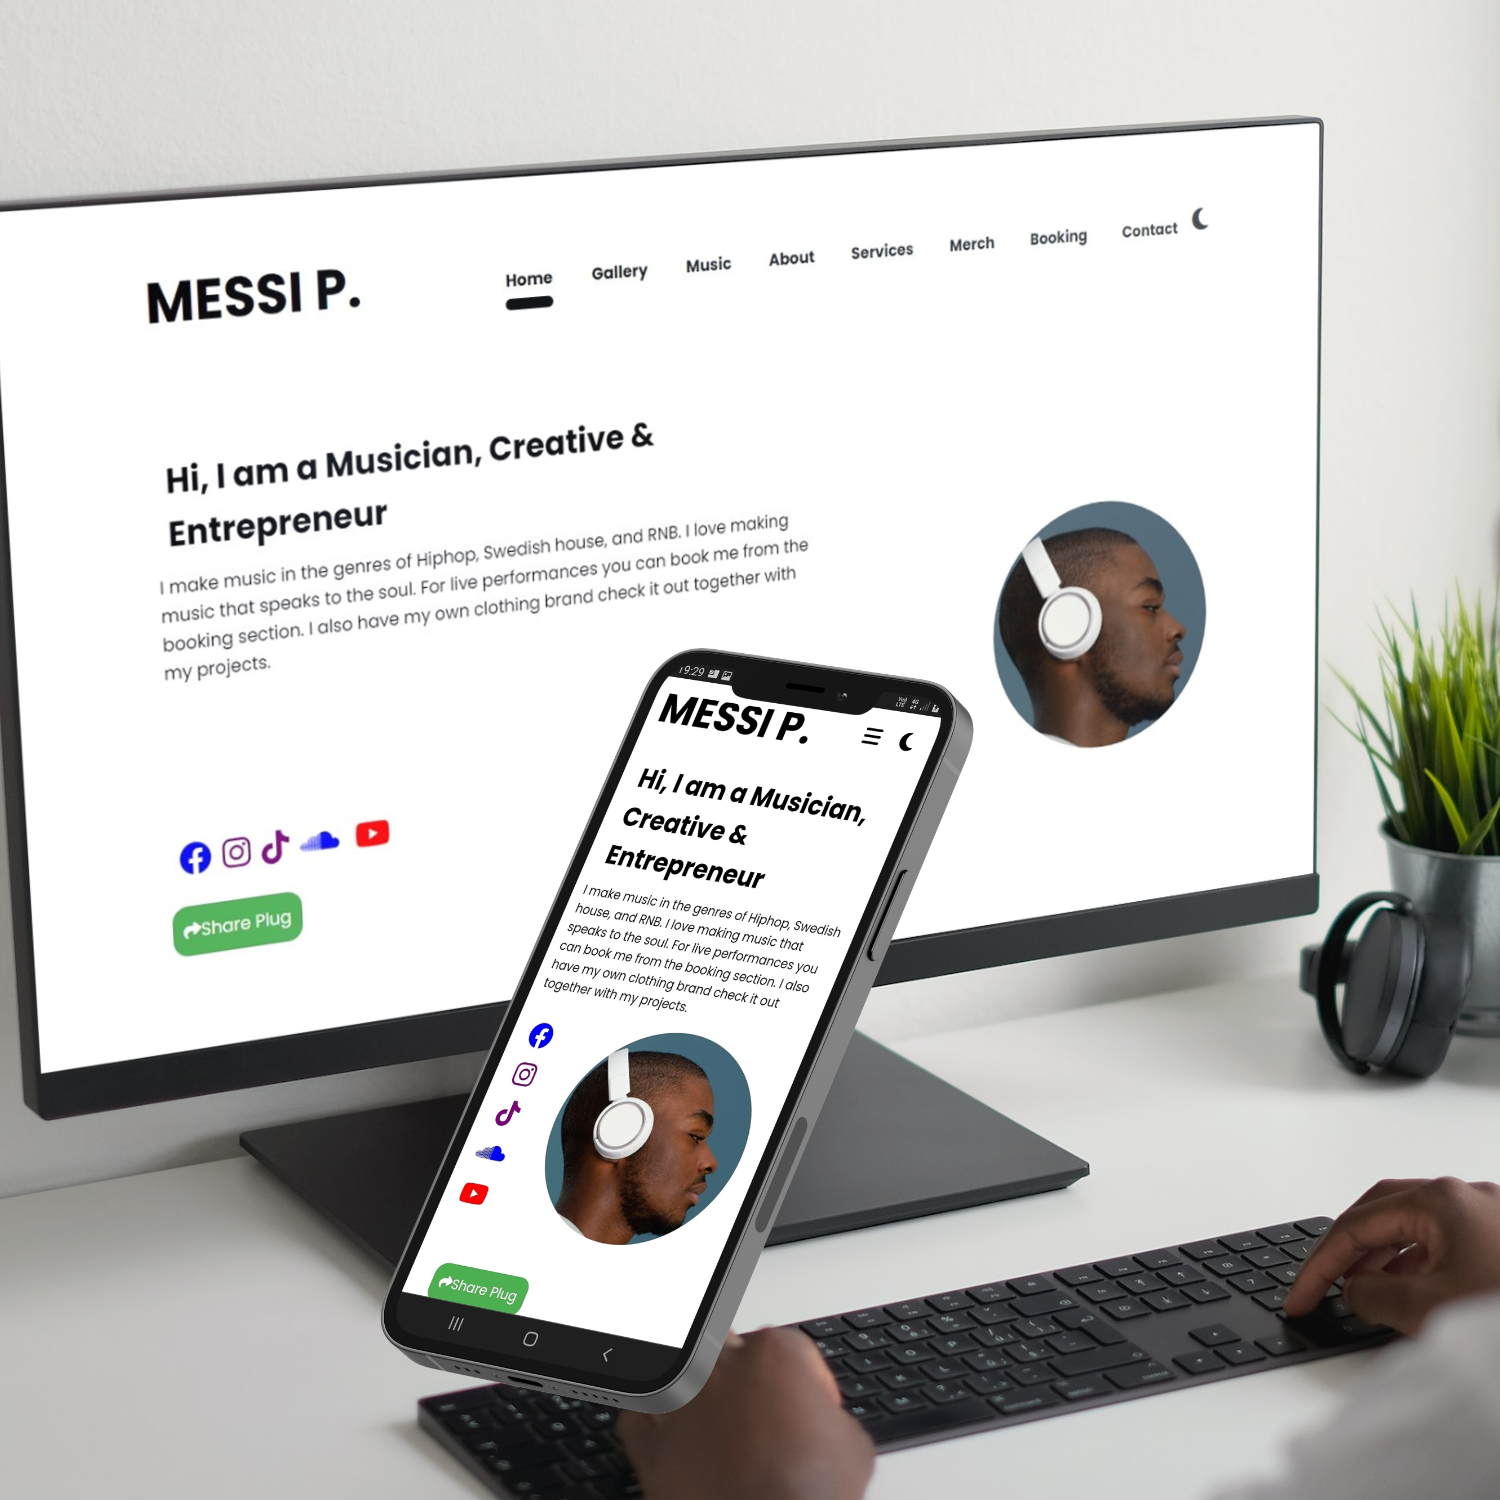 MESSI P.
Home Gallery Music About Services Merch Booking Contact
Hi, I am a Musician, Creative &
Entrepreneur
I make music in the genres of Hiphop, Swedish house, and RNB. I love making
music that speaks to the soul. For live performances you can book me from the
booking section. I also have my own clothing brand check it out together with
my projects.
Share Plug
19:29
MESSI P.
Hi, I am a Musician,
Creative &
Entrepreneur
I make music in the genres of Hiphop, Swedish
house, and RNB. I love making music that
speaks to the soul. For live performances you
can book me from the booking section. I also
have my own clothing brand check it out
together with my projects.
Share Plug